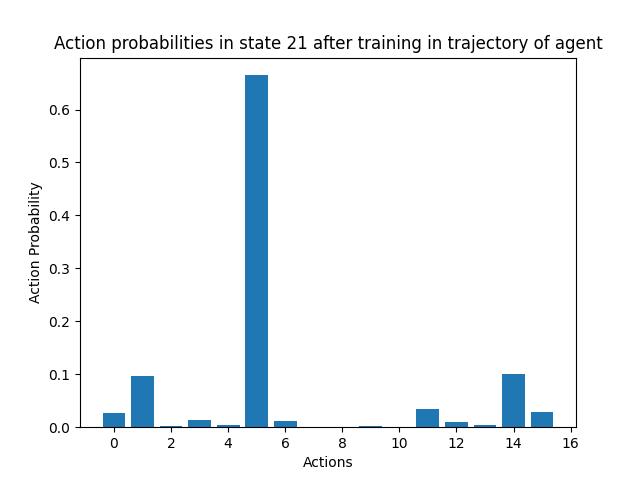 Action probabilities in state 21 after training in trajectory of agent
0.6
0.5
0.4
0.3
0.2
0.1
0.0
Action Probability
0 2 4 6 8 10 12 14 16
Actions